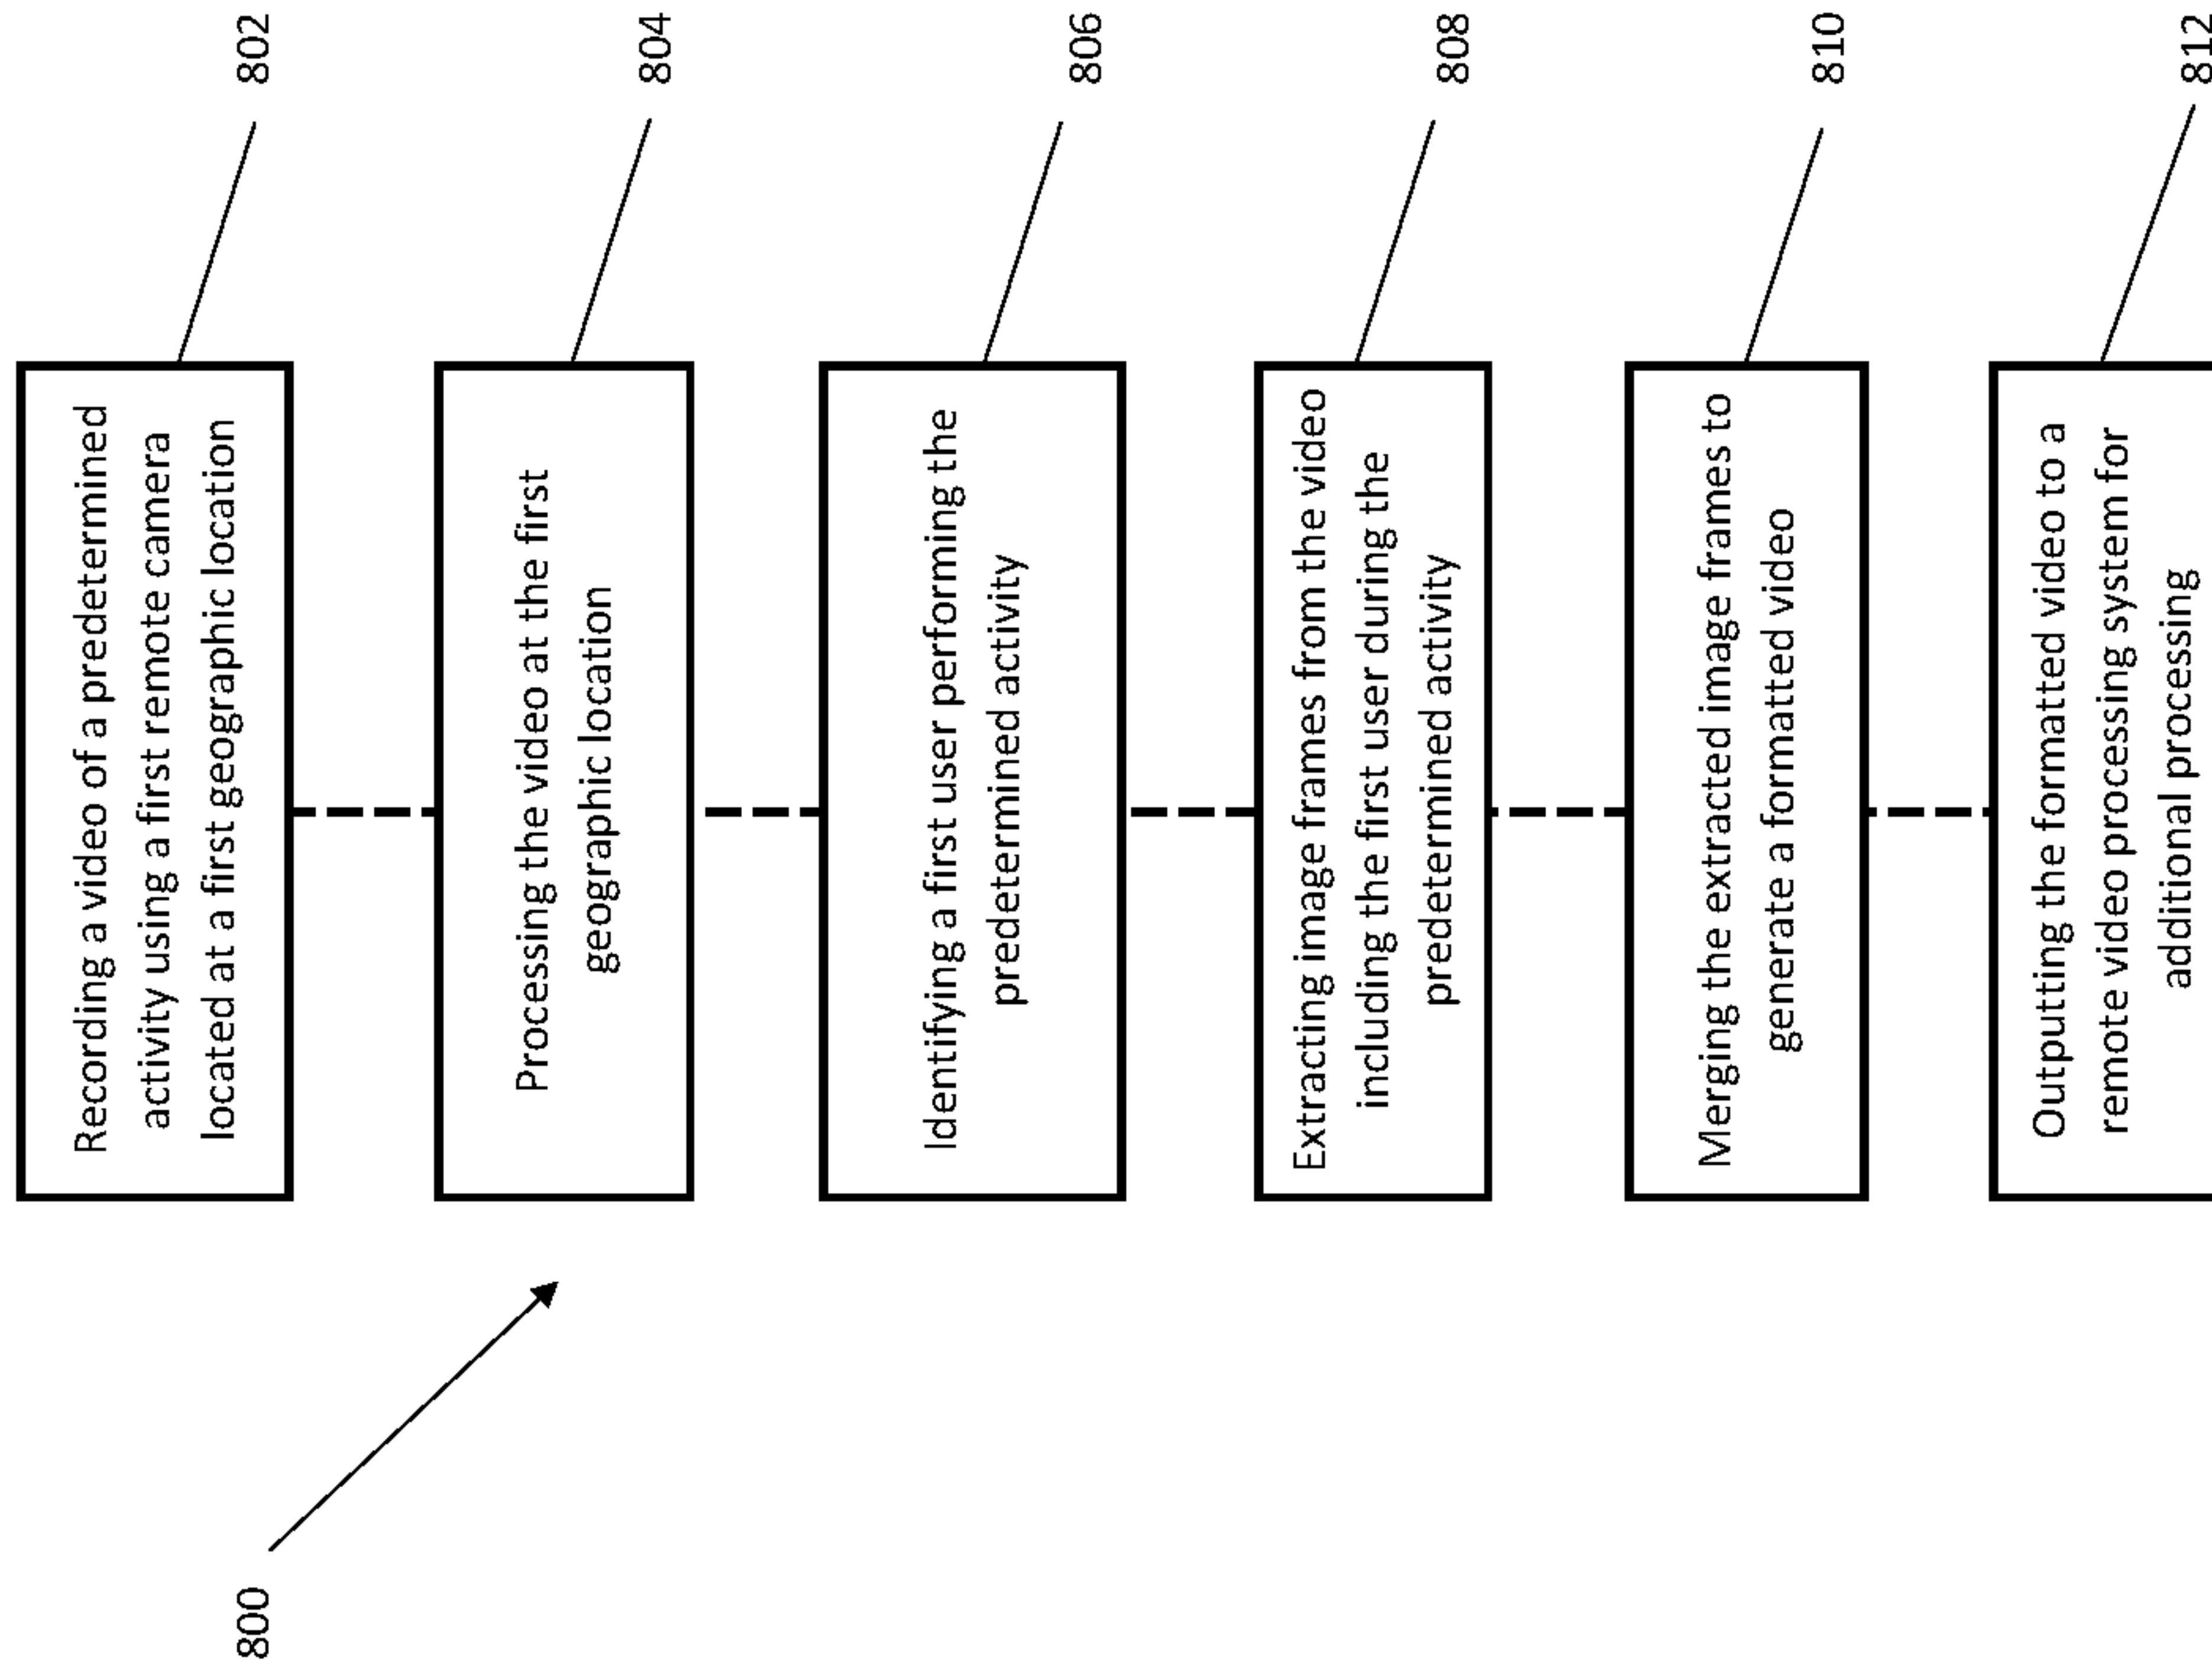 800
Recording a video of a predetermined
activity using a first remote camera
located at a first geographic location
802
Processing the video at the first
geographic location
804
Identifying a first user performing the
predetermined activity
806
Extracting image frames from the video
including the first user during the
predetermined activity
808
Merging the extracted image frames to
generate a formatted video
810
Outputting the formatted video to a
remote video processing system for
additional processing
812